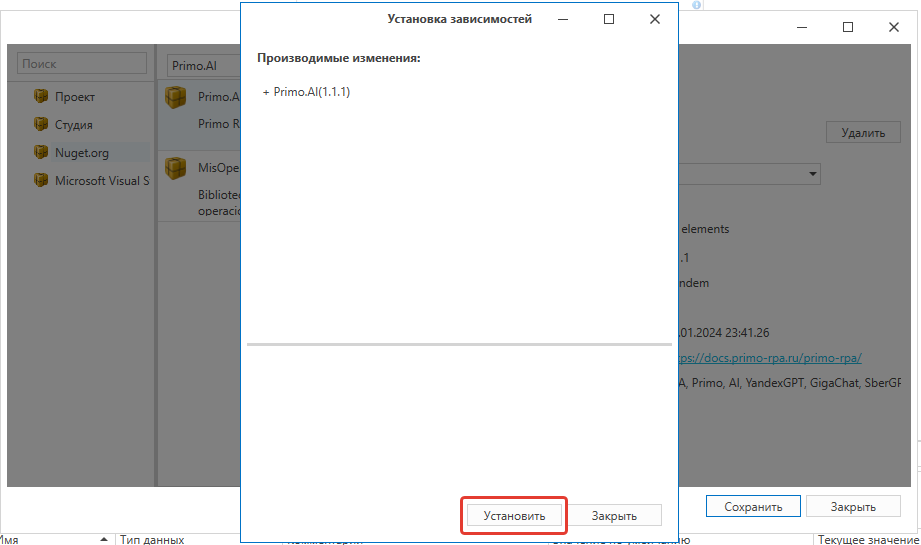 Установка зависимостей
Производимые изменения:
+ Primo.AI(1.1.1)
Установить
Закрыть
Поиск
Проект
Студия
Nuget.org
Microsoft Visual S
Primo.AI
Primo.A
Primo R
MisOpe
Bibliotec
operació
Удалить
elements
.1
ndem
.01.2024 23:41.26
ps://docs.primo-rpa.ru/primo-rpa/
A, Primo, AI, YandexGPT, GigaChat, SberGP
Сохранить
Закрыть
Имя
Тип данных
Текущее значение